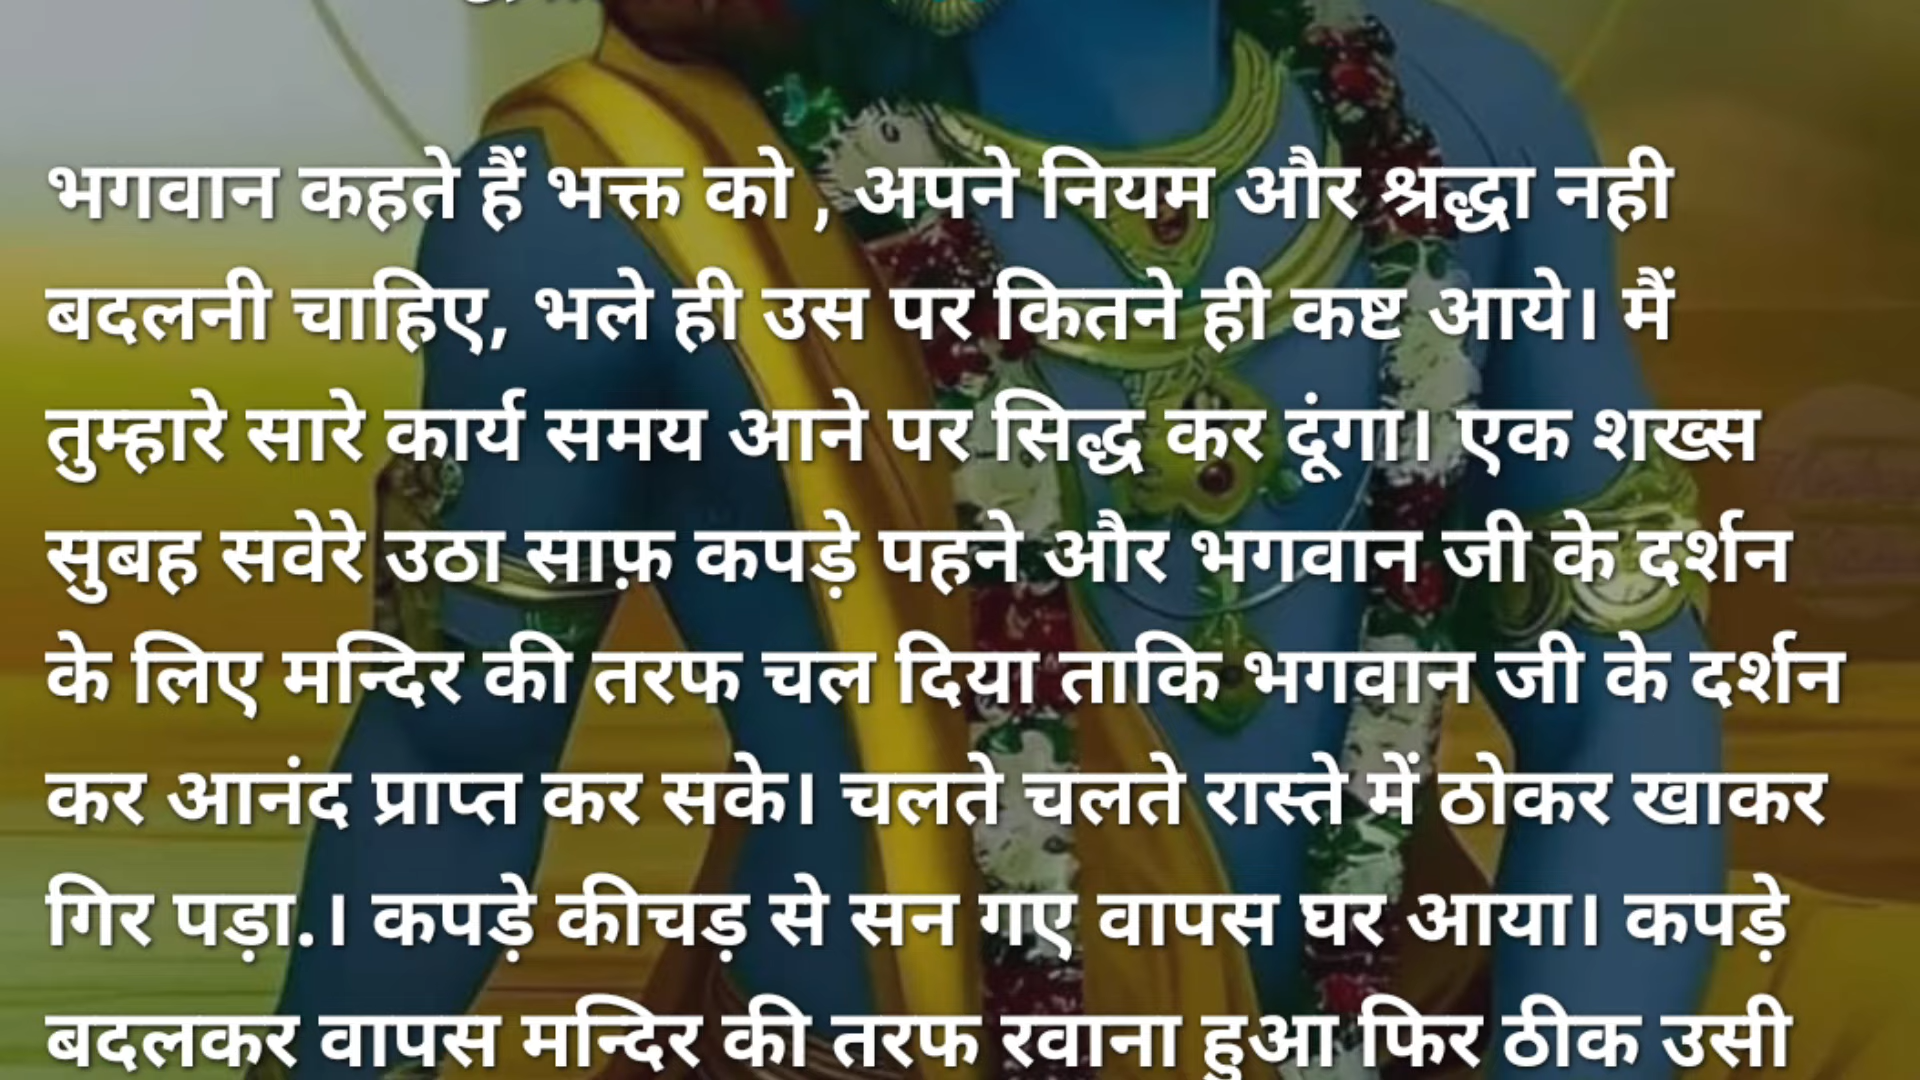 भगवान कहते हैं भक्त को , अपने नियम और श्रद्धा नही
बदलनी चाहिए, भले ही उस पर कितने ही कष्ट आये। मैं
तुम्हारे सारे कार्य समय आने पर सिद्ध कर दूंगा। एक शख्स
सुबह सवेरे उठा साफ़ कपड़े पहने और भगवान जी के दर्शन
के लिए मन्दिर की तरफ चल दिया ताकि भगवान जी के दर्शन
कर आनंद प्राप्त कर सके। चलते चलते रास्ते में ठोकर खाकर
गिर पड़ा.। कपड़े कीचड़ से सन गए वापस घर आया। कपड़े
बदलकर वापस मन्दिर की तरफ रवाना हुआ फिर ठीक उसी